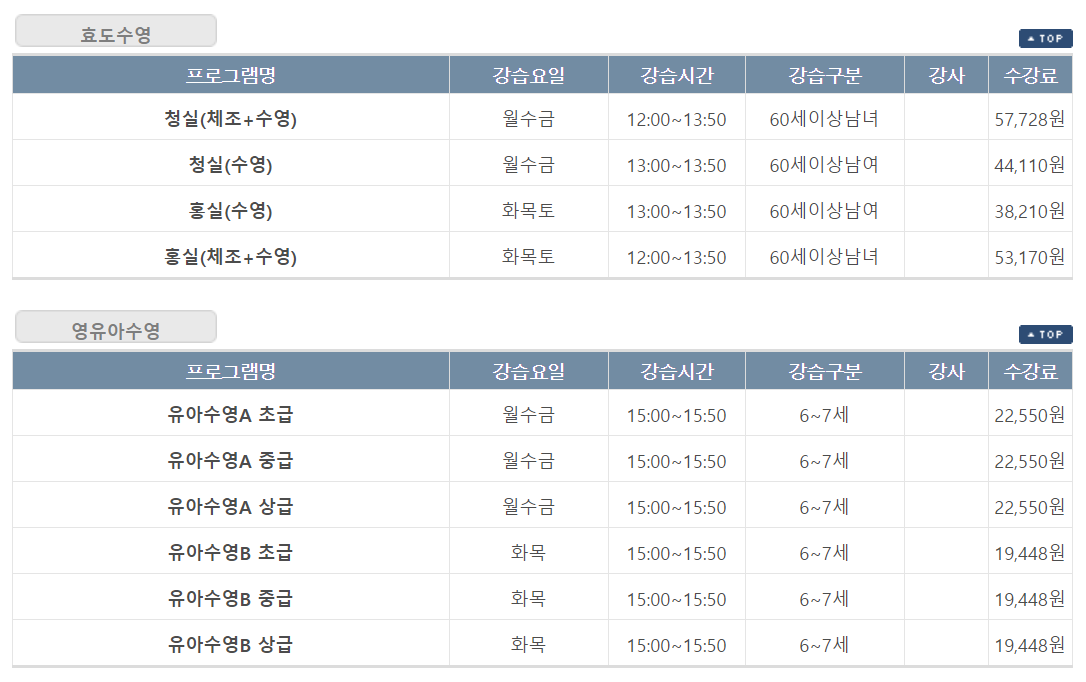 효도수영
▲TOP
프로그램명 강습요일 강습시간 강습구분 강사 수강료
청실(체조+수영) 월수금 12:00~13:50 60세이상남녀 57,728원
청실(수영) 월수금 13:00~13:50 60세이상남여 44,110원
홍실(수영) 화목토 13:00~13:50 60세이상남여 38,210원
홍실(체조+수영) 화목토 12:00~13:50 60세이상남녀 53,170원
영유아수영
▲TOP
프로그램명 강습요일 강습시간 강습구분 강사 수강료
유아수영A 초급 월수금 15:00~15:50 6~7세 22,550원
유아수영A 중급 월수금 15:00~15:50 6~7세 22,550원
유아수영A 상급 월수금 15:00~15:50 6~7세 22,550원
유아수영B 초급 화목 15:00~15:50 6~7세 19,448원
유아수영B 중급 화목 15:00~15:50 6~7세 19,448원
유아수영B 상급 화목 15:00~15:50 6~7세 19,448원